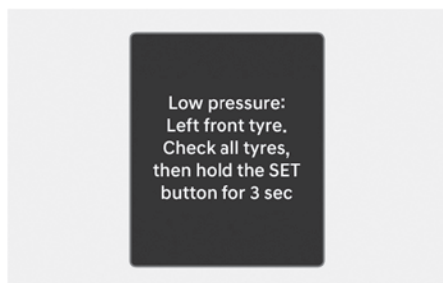 Low pressure:
Left front tyre.
Check all tyres,
then hold the SET
button for 3 sec